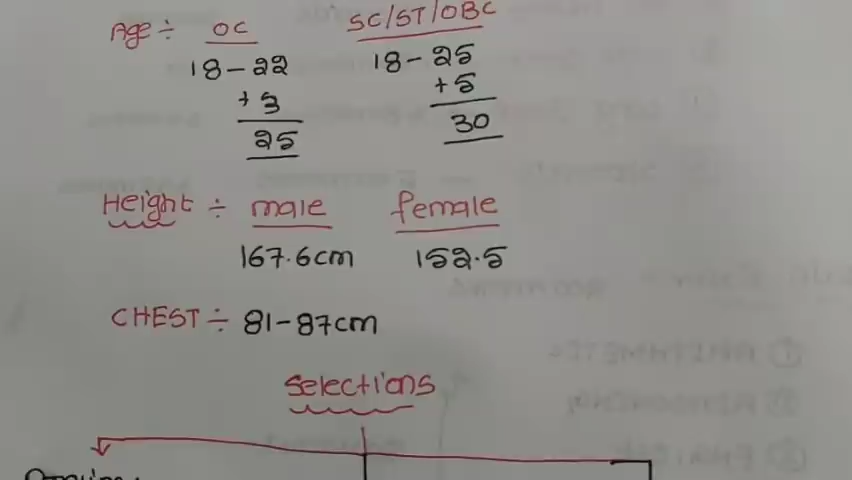 Age ÷ OC SC/ST/OBC
18-22 18-25
+3 +5
25 30
Height ÷ male female
167.6cm 152.5
CHEST ÷ 81-87cm
Selections